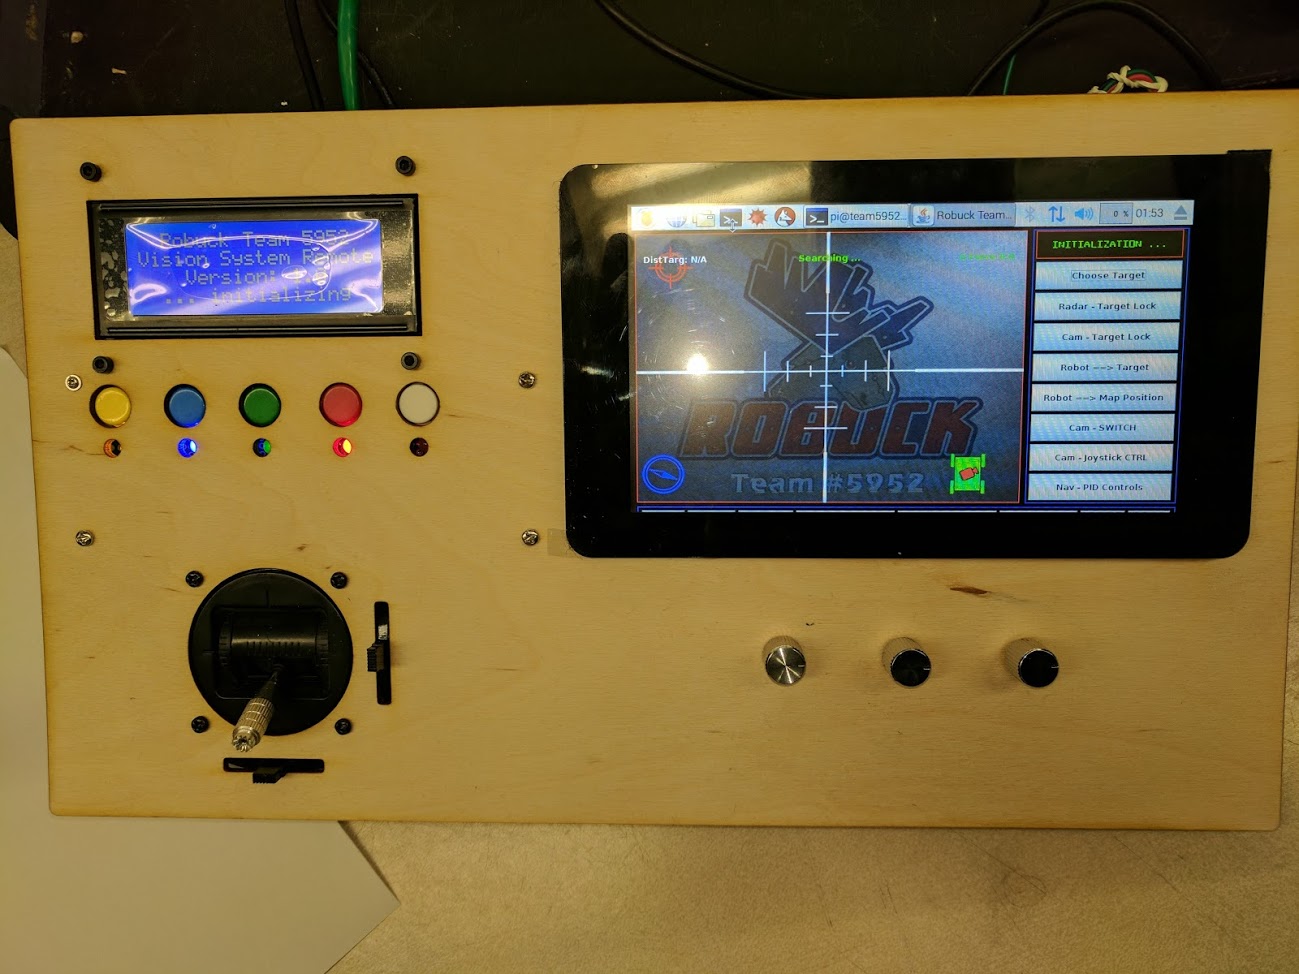 Robuck Team 5952
Vision System Remote
Version:
... initializing
pi@team5952...
Robuck Team...
0 %
01:53
DistTarg: N/A
Searching ...
ROBUCK
Team #5952
INITIALIZATION ...
Choose Target
Radar - Target Lock
Cam - Target Lock
Robot --> Target
Robot --> Map Position
Cam - SWITCH
Cam - Joystick CTRL
Nav - PID Controls